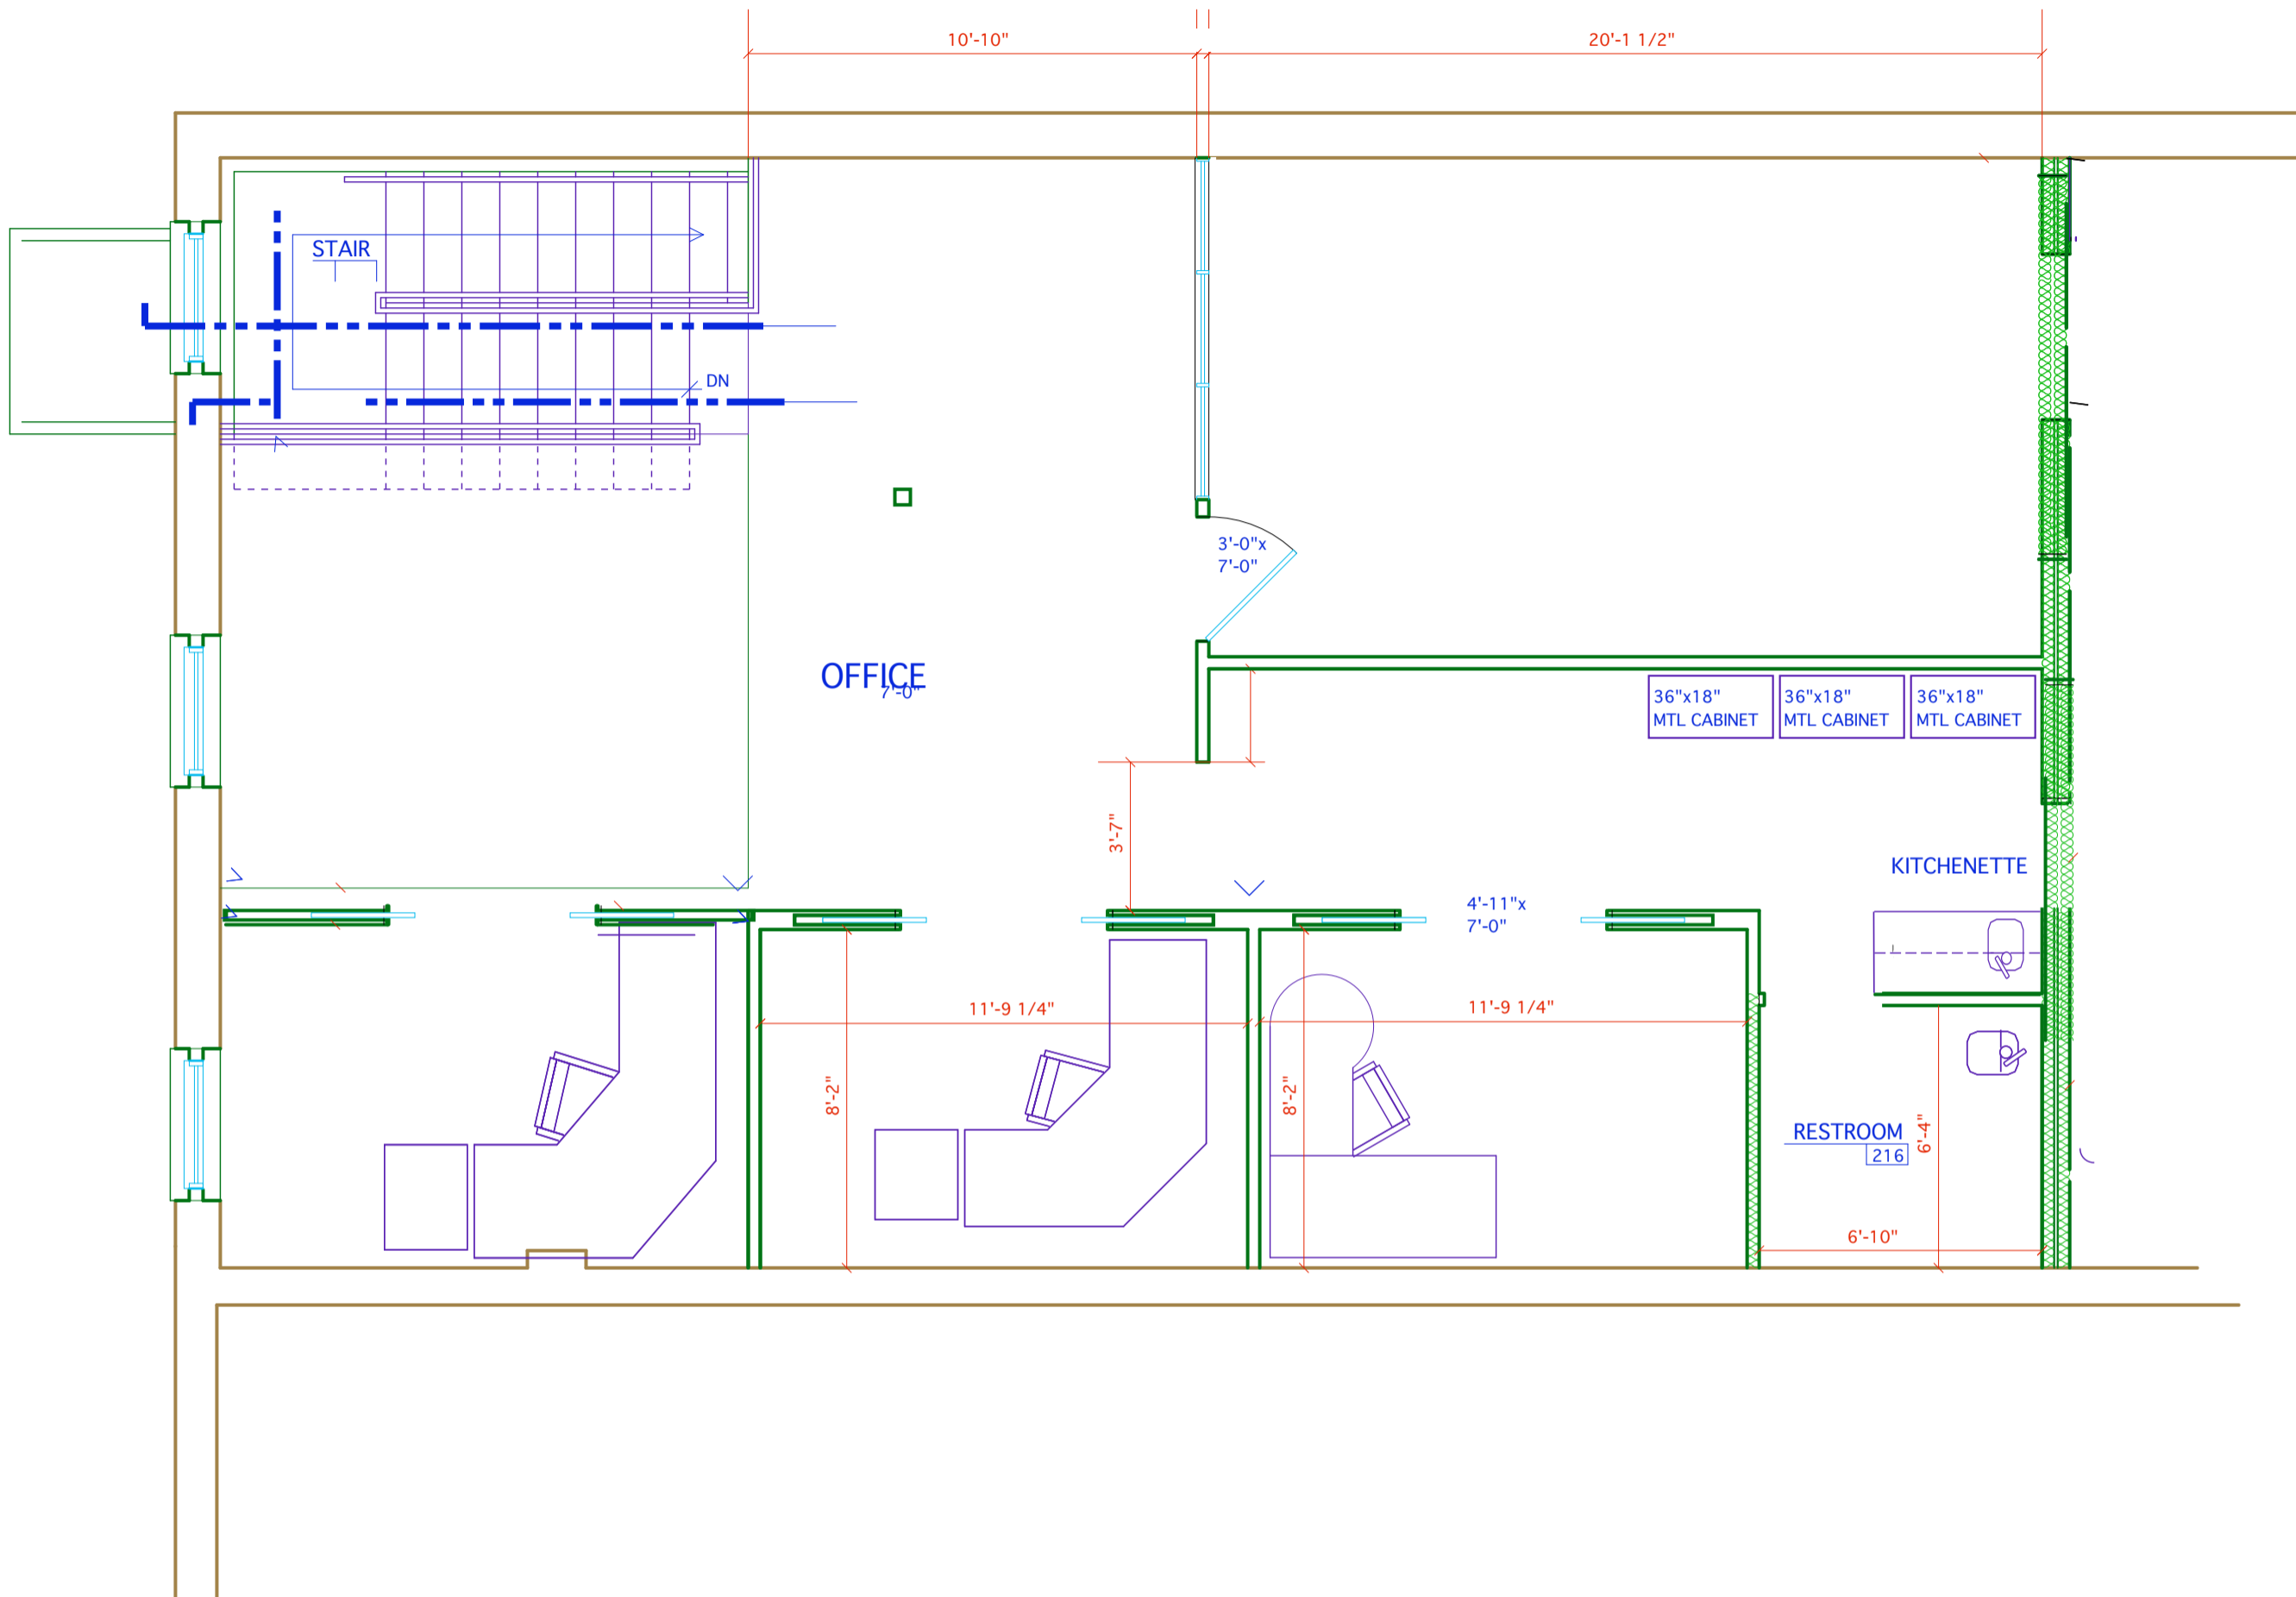 10'-10"
20'-1 1/2"
STAIR
DN
3'-0"x
7'-0"
OFFICE
7'-0"
36"x18"
MTL CABINET
36"x18"
MTL CABINET
36"x18"
MTL CABINET
3'-7"
KITCHENETTE
4'-11"x
7'-0"
11'-9 1/4"
11'-9 1/4"
8'-2"
8'-2"
RESTROOM
216
6'-4"
6'-10"